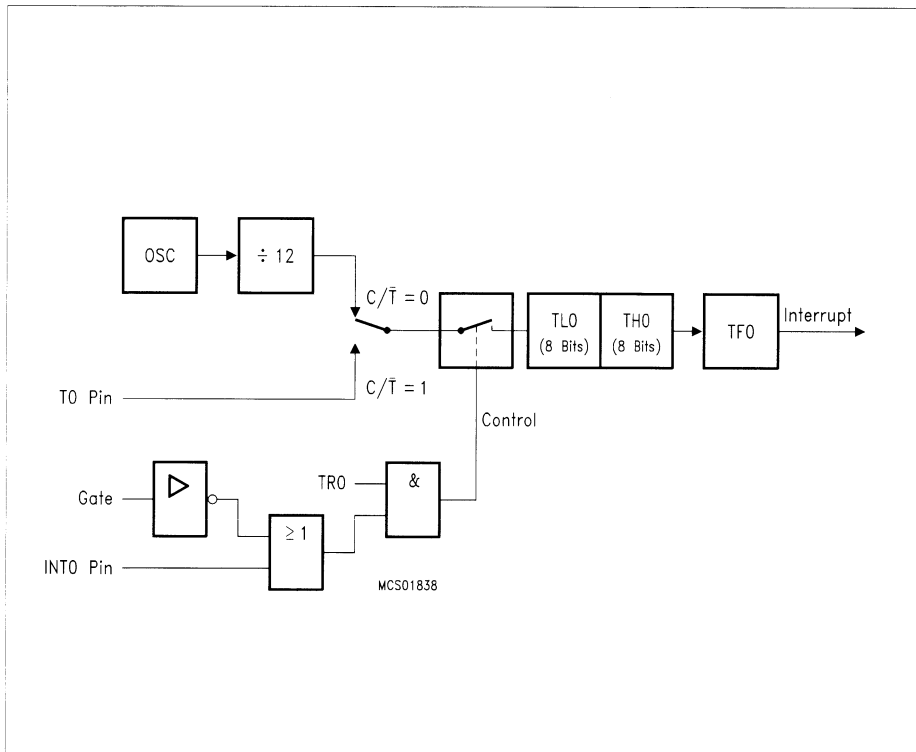 OSC
÷ 12
C/T̅ = 0
TL0
(8 Bits)
TH0
(8 Bits)
TF0
Interrupt
C/T̅ = 1
T0 Pin
Control
Gate
TR0
&
≥ 1
INT0 Pin
MCS01838